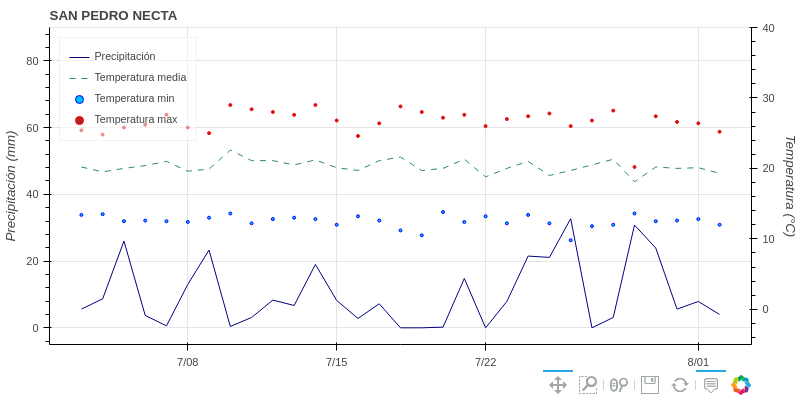 SAN PEDRO NECTA
Precipitación
Temperatura media
Temperatura min
Temperatura max
Precipitación (mm)
80
60
40
20
0
Temperatura (°C)
40
30
20
10
0
7/08
7/15
7/22
8/01